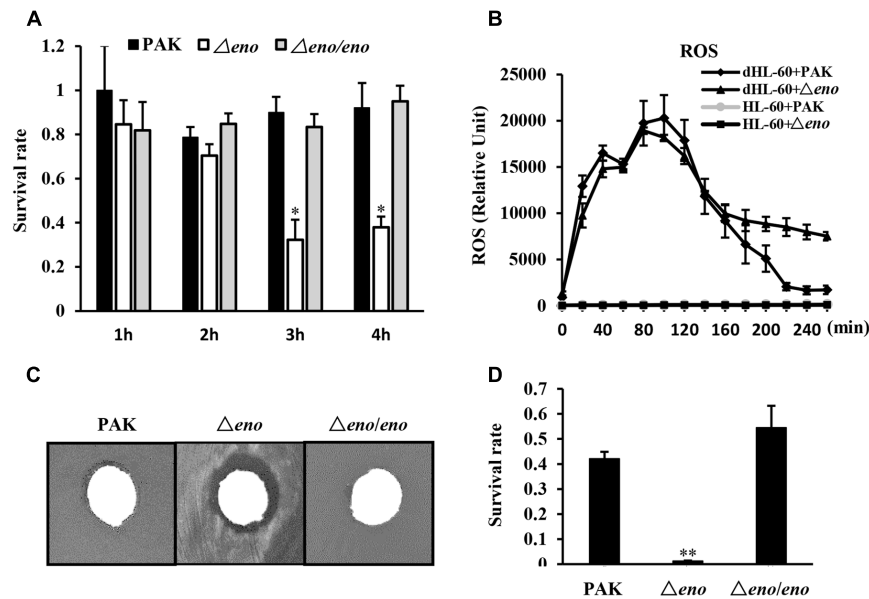 A
PAK △eno △eno/eno
Survival rate
1.2
1
0.8
0.6
0.4
0.2
0
* *
1h 2h 3h 4h
B
ROS
dHL-60+PAK
dHL-60+△eno
HL-60+PAK
HL-60+△eno
ROS (Relative Unit)
25000
20000
15000
10000
5000
0
0 40 80 120 160 200 240 (min)
C
PAK △eno △eno/eno
D
Survival rate
0.7
0.6
0.5
0.4
0.3
0.2
0.1
0
**
PAK △eno △eno/eno